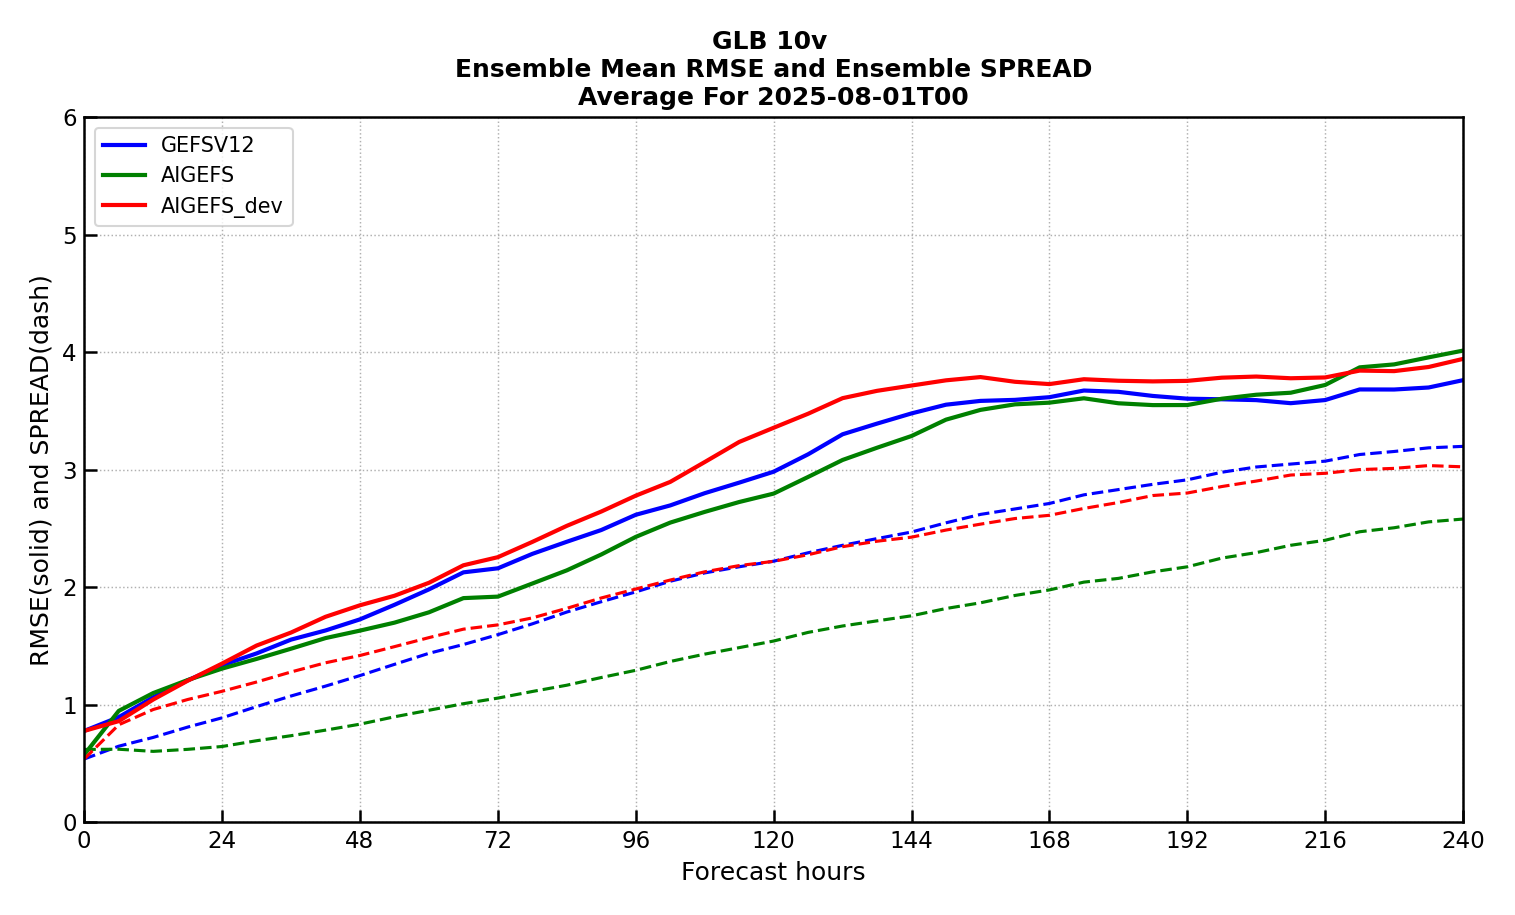 GLB 10v
Ensemble Mean RMSE and Ensemble SPREAD
Average For 2025-08-01T00
GEFSV12
AIGEFS
AIGEFS_dev
RMSE(solid) and SPREAD(dash)
6
5
4
3
2
1
0
0 24 48 72 96 120 144 168 192 216 240
Forecast hours